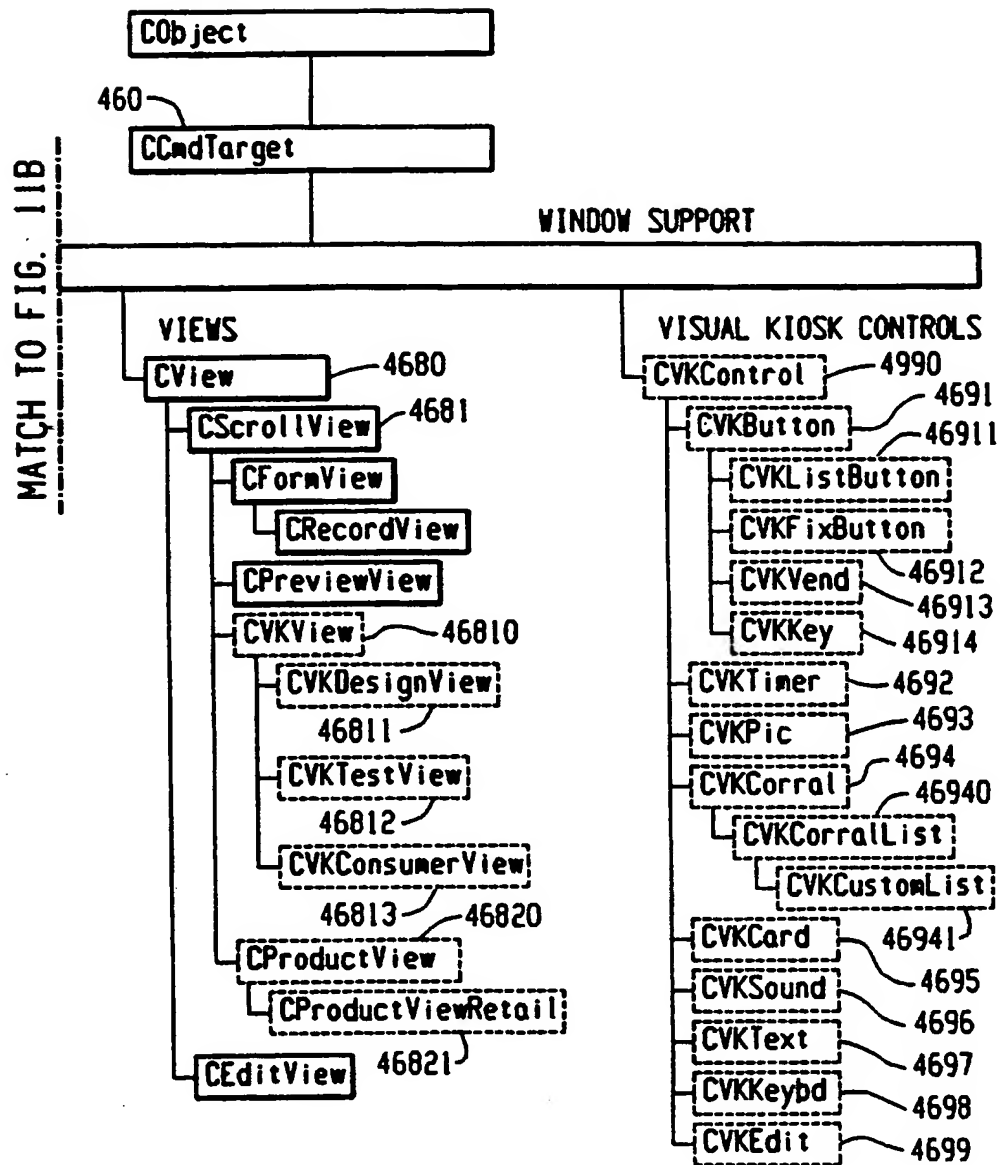 CObject
460
CCmdTarget
MATCH TO FIG. 11B
WINDOW SUPPORT
VIEWS
CView
4680
CScrollView
4681
CFormView
CRecordView
CPreviewView
CVKView
46810
CVKDesignView
46811
CVKTestView
46812
CVKConsumerView
46813
46820
CProductView
CProductViewRetail
46821
CEditView
VISUAL KIOSK CONTROLS
CVKControl
4990
4691
CVKButton
46911
CVKListButton
CVKFixButton
46912
CVKVend
46913
CVKKey
46914
CVKTimer
4692
4693
CVKPic
4694
CVKCorral
46940
CVKCorralList
CVKCustomList
46941
CVKCard
4695
CVKSound
4696
CVKText
4697
CVKKeybd
4698
CVKEdit
4699